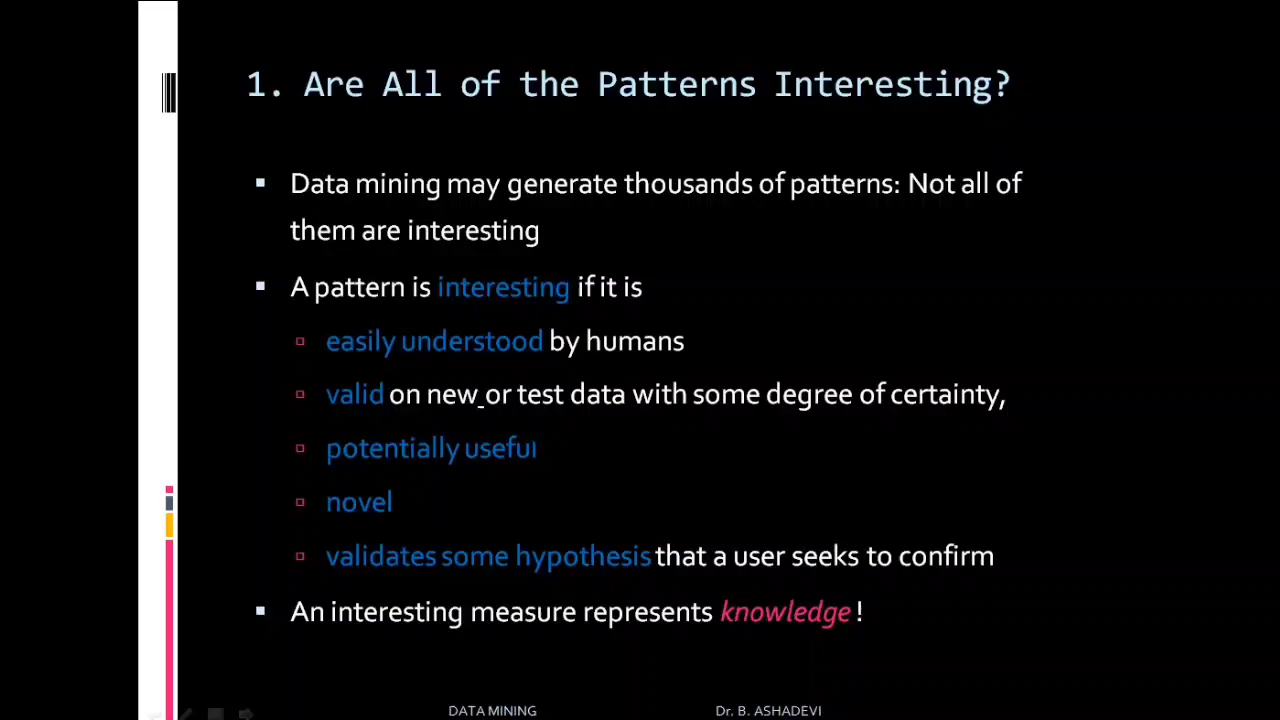 1. Are All of the Patterns Interesting?
Data mining may generate thousands of patterns: Not all of
them are interesting
A pattern is interesting if it is
easily understood by humans
valid on new or test data with some degree of certainty,
potentially useful
novel
validates some hypothesis that a user seeks to confirm
An interesting measure represents knowledge !
DATA MINING
Dr. B. ASHADEVI